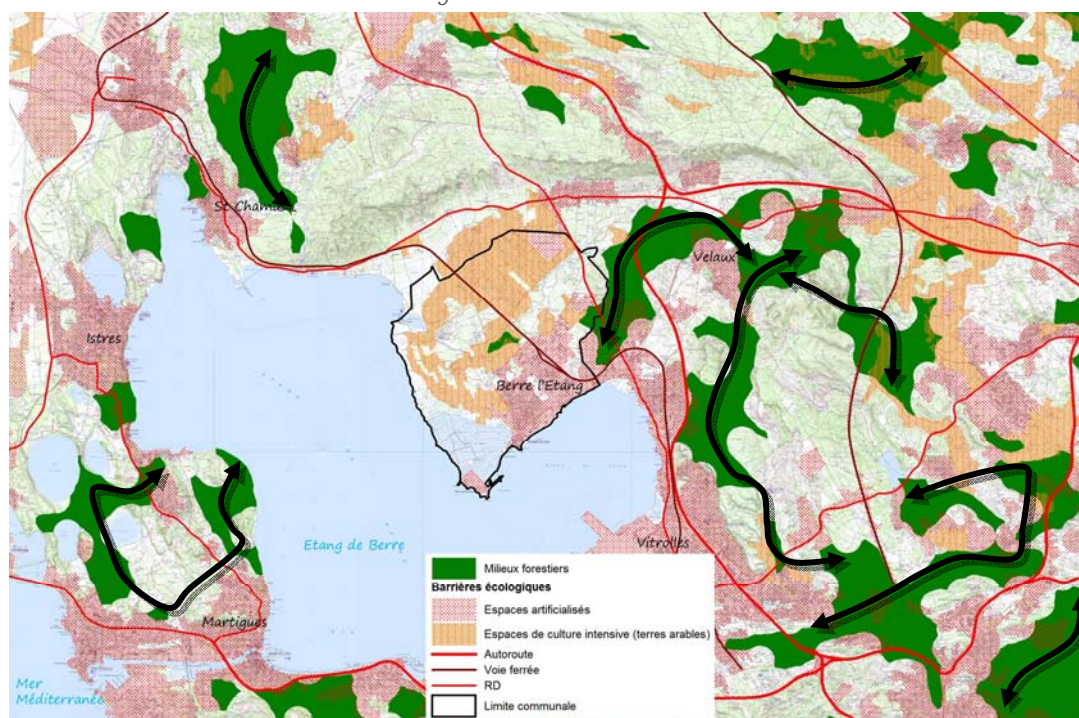 St Chamas
Velaux
Istres
Berre l'Etang
Etang de Berre
Vitrolles
Martigues
Mer
Méditerranée
Milieux forestiers
Barrières écologiques
Espaces artificialisés
Espaces de culture intensive (terres arables)
Autoroute
Voie ferrée
RD
Limite communale